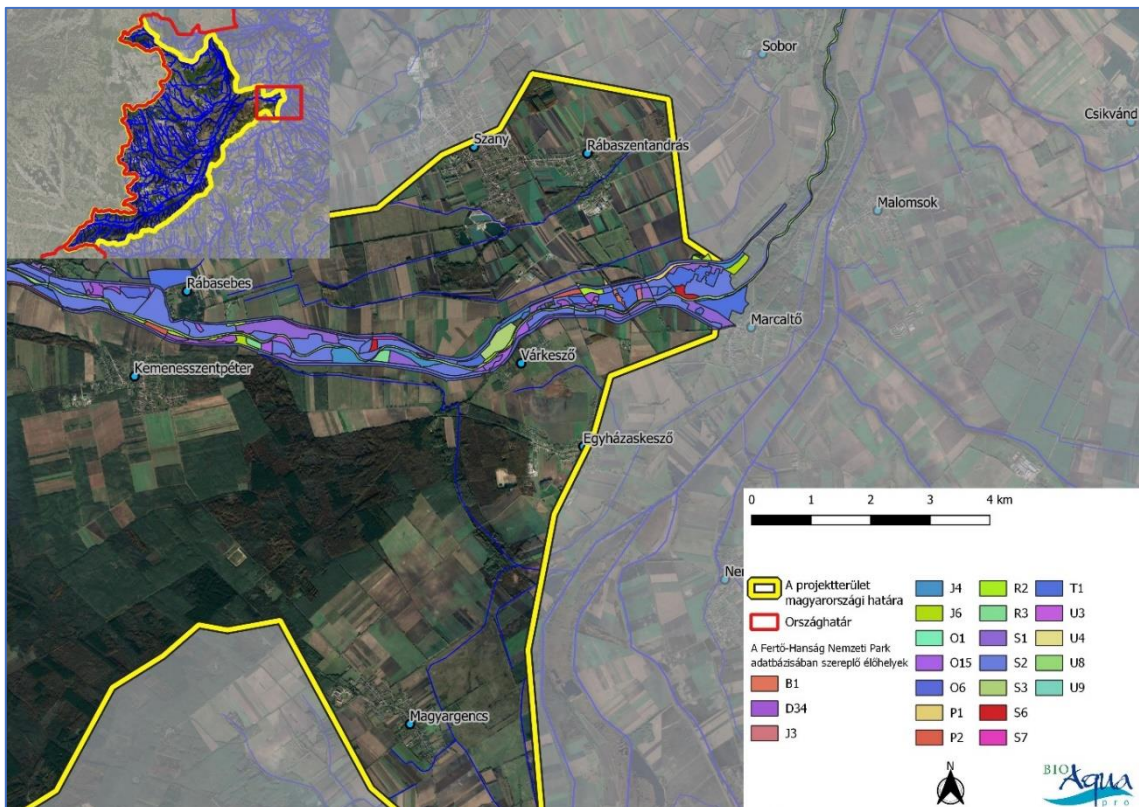 Sobor
Csikvánd
Szany
Rábaszentandrás
Malomsok
Rábasebes
Marcaltő
Várkesző
Kemenesszentpéter
Egyházaskesző
Magyargencs
0 1 2 3 4 km
A projektterület
magyarországi határa
Országhatár
A Fertő-Hanság Nemzeti Park
adatbázisában szereplő élőhelyek
B1
D34
J3
J4
J6
O1
O15
O6
P1
P2
R2
R3
S1
S2
S3
S6
S7
T1
U3
U4
U8
U9
N
BIO
Aqua
pro